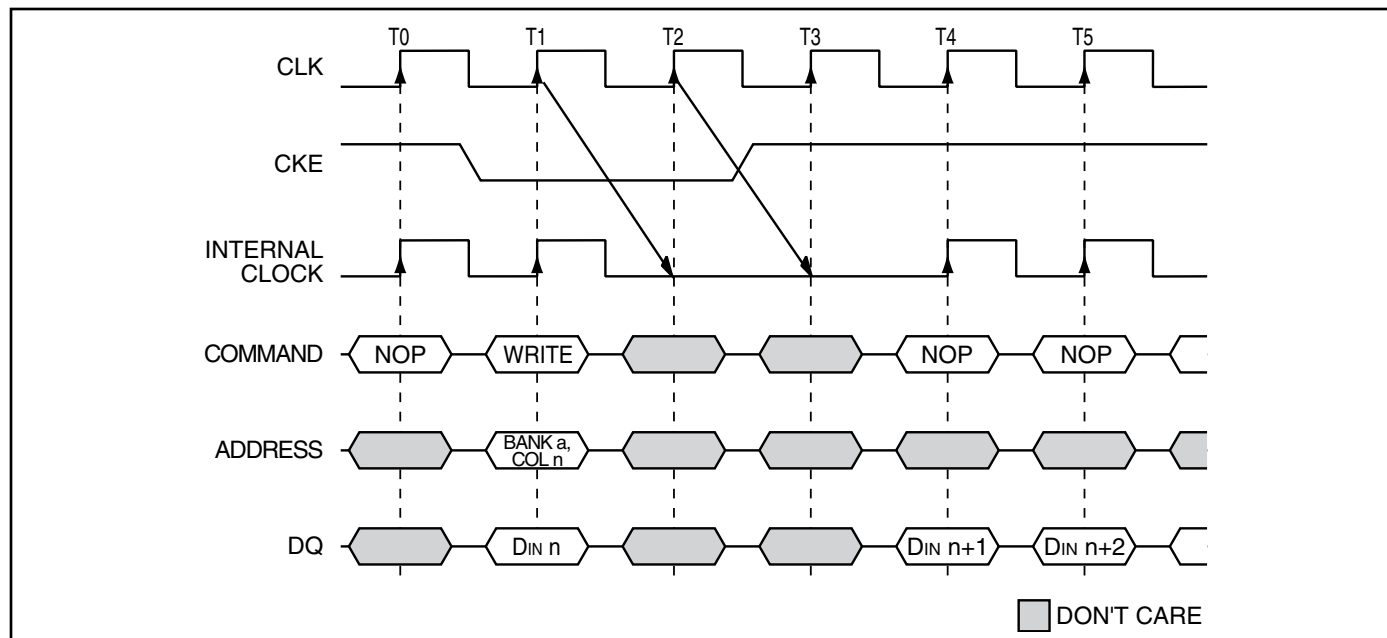 T0 T1 T2 T3 T4 T5
CLK
CKE
INTERNAL
CLOCK
COMMAND NOP WRITE NOP NOP
ADDRESS BANK a,
COL n
DQ DIN n DIN n+1 DIN n+2
DON'T CARE